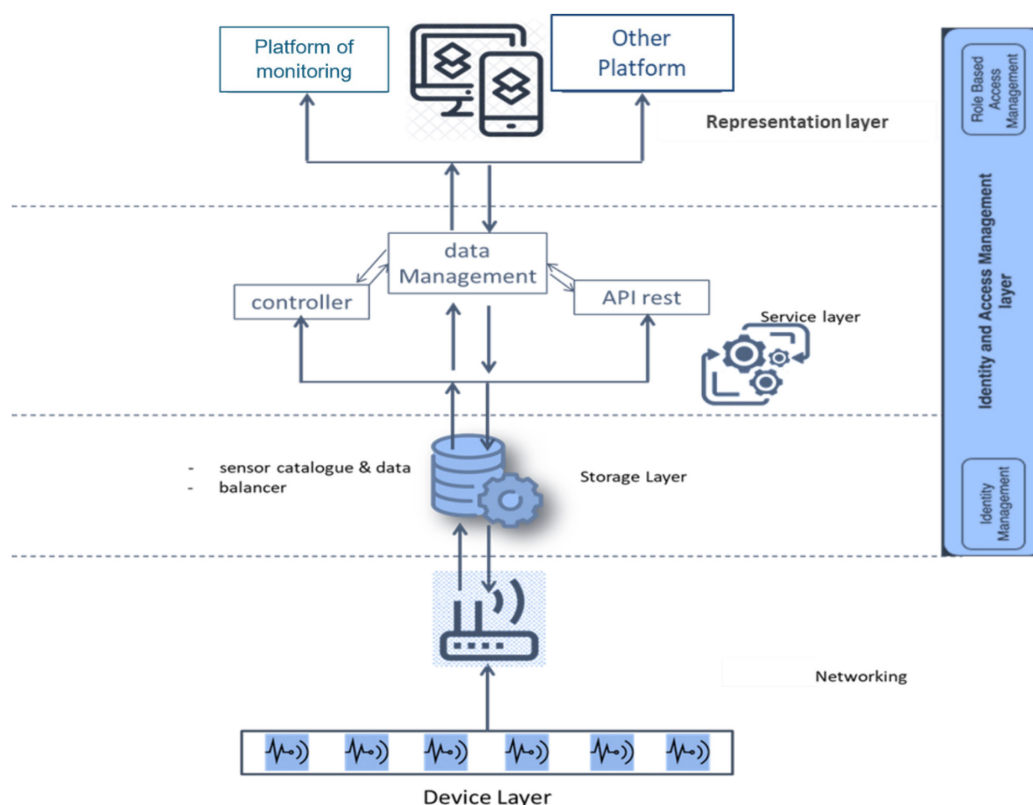 Platform of
monitoring
Other
Platform
Representation layer
Role Based
Access
Management
data
Management
controller
API rest
Service layer
Identity and Access Management
layer
- sensor catalogue & data
- balancer
Storage Layer
Identity
Management
Networking
Device Layer